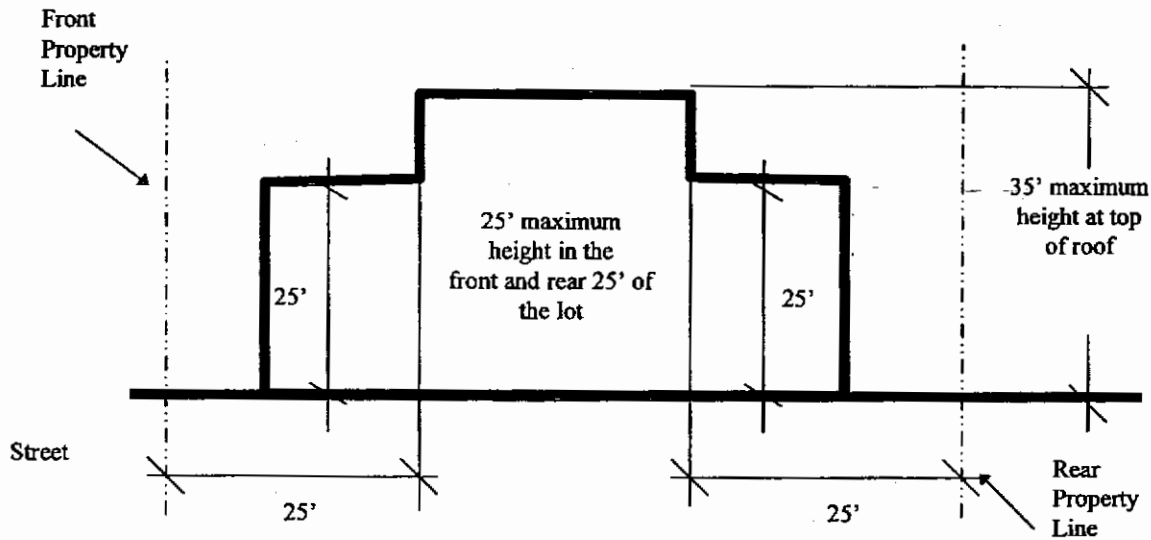 Front
Property
Line
25' maximum
height in the
front and rear 25' of
the lot
35' maximum
height at top
of roof
25'
25'
Street
25'
25'
Rear
Property
Line